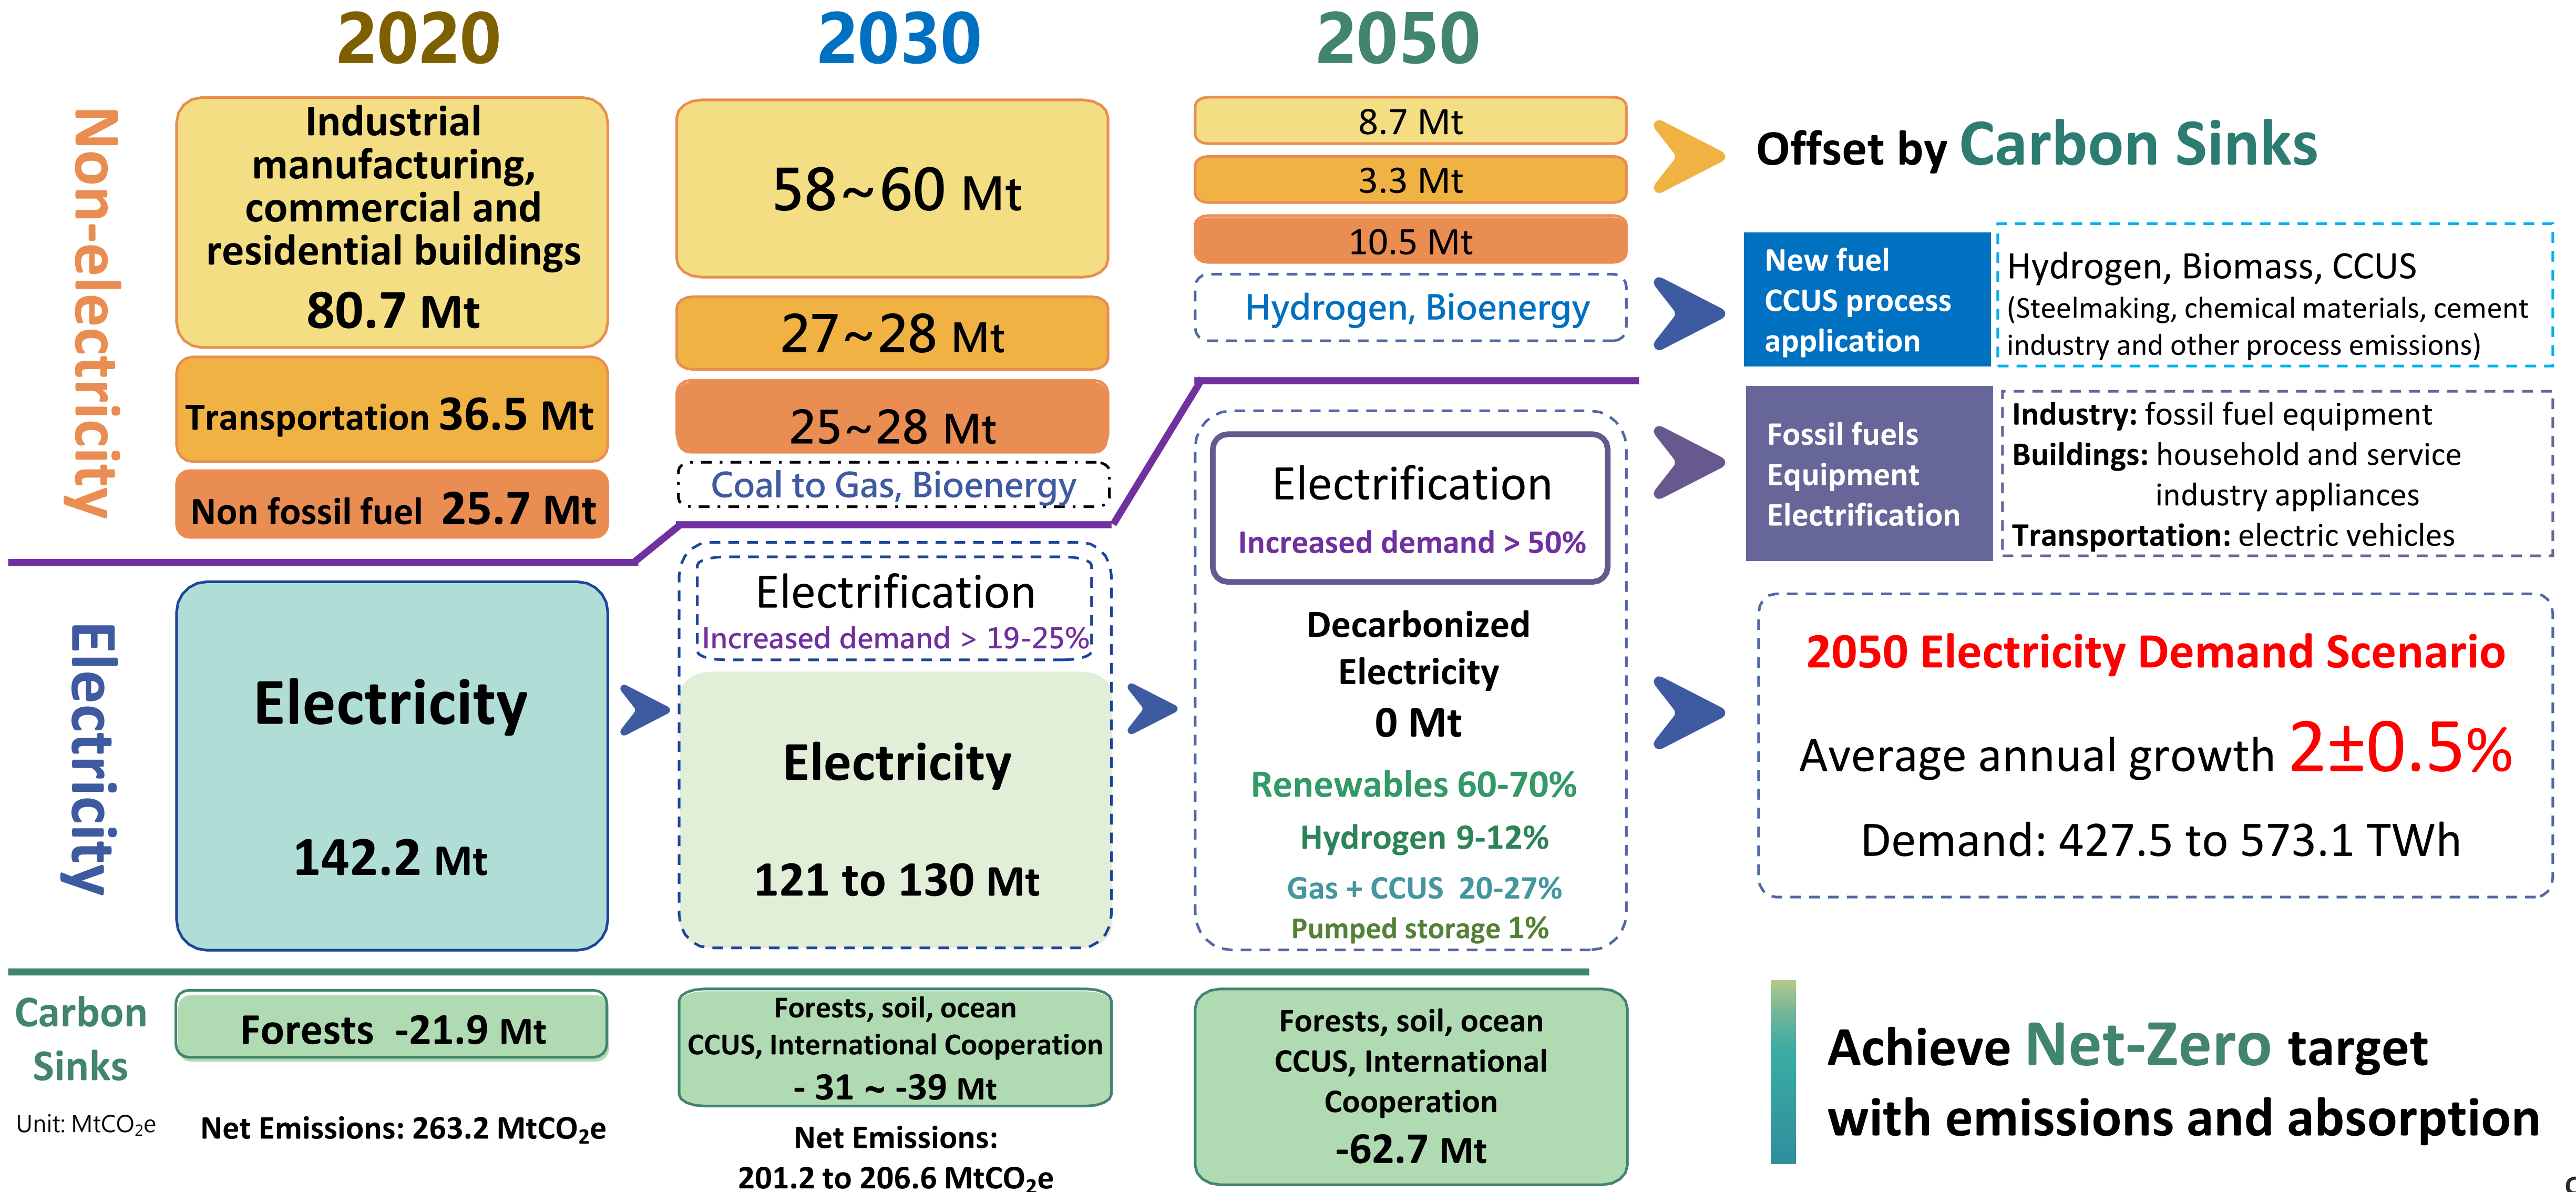 2020
2030
2050
Non-electricity
Industrial
manufacturing,
commercial and
residential buildings
80.7 Mt
Transportation 36.5 Mt
Non fossil fuel 25.7 Mt
58~60 Mt
27~28 Mt
25~28 Mt
Coal to Gas, Bioenergy
8.7 Mt
3.3 Mt
10.5 Mt
Hydrogen, Bioenergy
Offset by Carbon Sinks
New fuel
CCUS process
application
Hydrogen, Biomass, CCUS
(Steelmaking, chemical materials, cement
industry and other process emissions)
Fossil fuels
Equipment
Electrification
Industry: fossil fuel equipment
Buildings: household and service
industry appliances
Transportation: electric vehicles
Electricity
Electricity
142.2 Mt
Electrification
Increased demand > 19-25%
Electricity
121 to 130 Mt
Electrification
Increased demand > 50%
Decarbonized
Electricity
0 Mt
Renewables 60-70%
Hydrogen 9-12%
Gas + CCUS 20-27%
Pumped storage 1%
2050 Electricity Demand Scenario
Average annual growth 2±0.5%
Demand: 427.5 to 573.1 TWh
Carbon
Sinks
Unit: MtCO₂e
Forests -21.9 Mt
Net Emissions: 263.2 MtCO₂e
Forests, soil, ocean
CCUS, International Cooperation
- 31 ~ -39 Mt
Net Emissions:
201.2 to 206.6 MtCO₂e
Forests, soil, ocean
CCUS, International
Cooperation
-62.7 Mt
Achieve Net-Zero target
with emissions and absorption